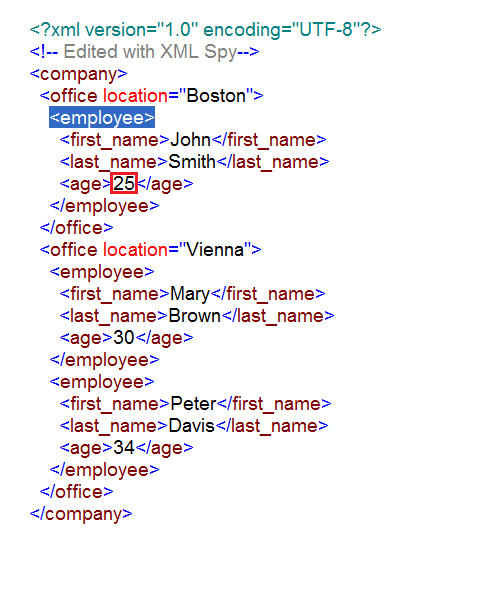 <?xml version="1.0" encoding="UTF-8"?>
<!-- Edited with XML Spy-->
<company>
<office location="Boston">
<employee>
<first_name>John</first_name>
<last_name>Smith</last_name>
<age>25</age>
</employee>
</office>
<office location="Vienna">
<employee>
<first_name>Mary</first_name>
<last_name>Brown</last_name>
<age>30</age>
</employee>
<employee>
<first_name>Peter</first_name>
<last_name>Davis</last_name>
<age>34</age>
</employee>
</office>
</company>